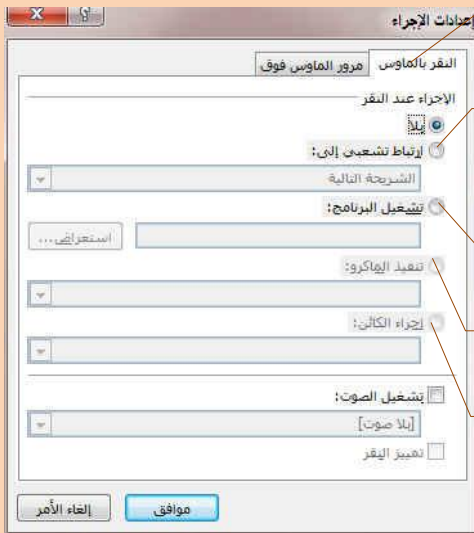 إعدادات الإجراء
النقر بالماوس
مرور الماوس فوق
الإجراء عند النقر
بلا
ارتباط تشعبي إلى:
الشريحة التالية
تشغيل البرنامج:
استعراض...
تنفيذ الماكرو:
إجراء الكائن:
تشغيل الصوت:
[بلا صوت]
تمييز النقر
موافق
إلغاء الأمر